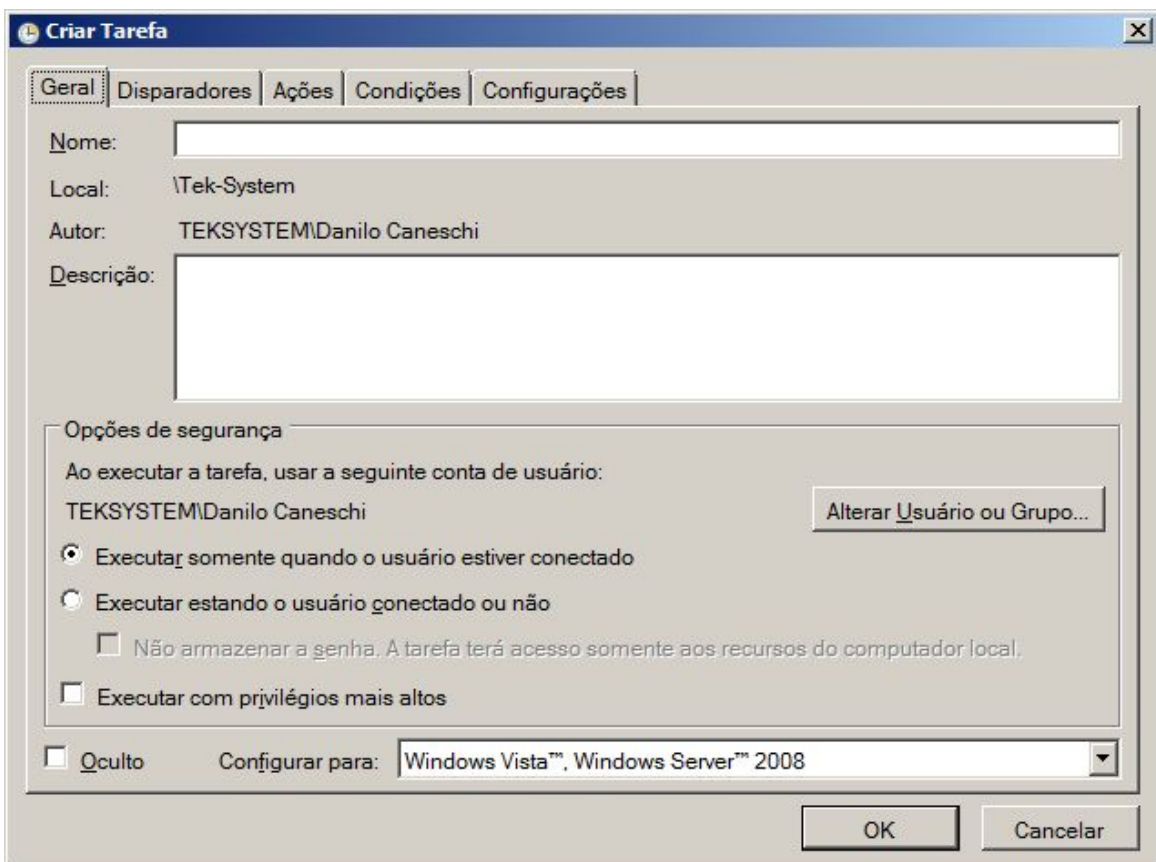 Criar Tarefa
Geral Disparadores Ações Condições Configurações
Nome:
Local: \Tek-System
Autor: TEKSYSTEM\Danilo Caneschi
Descrição:
Opções de segurança
Ao executar a tarefa, usar a seguinte conta de usuário:
TEKSYSTEM\Danilo Caneschi Alterar Usuário ou Grupo...
Executar somente quando o usuário estiver conectado
Executar estando o usuário conectado ou não
Não armazenar a senha. A tarefa terá acesso somente aos recursos do computador local.
Executar com privilégios mais altos
Oculto Configurar para: Windows Vista™, Windows Server™ 2008
OK Cancelar